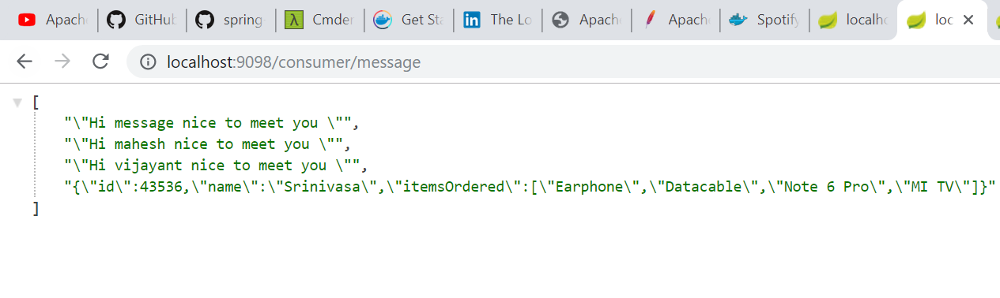 Apach
GitHub
spring
Cmder
Get Sta
The Lo
Apach
Apach
Spotify
localho
loc
localhost:9098/consumer/message
[
"\"Hi message nice to meet you \"",
"\"Hi mahesh nice to meet you \"",
"\"Hi vijayant nice to meet you \"",
"{\"id\":43536,\"name\":\"Srinivasa\",\"itemsOrdered\":[\"Earphone\",\"Datacable\",\"Note 6 Pro\",\"MI TV\"]}"
]